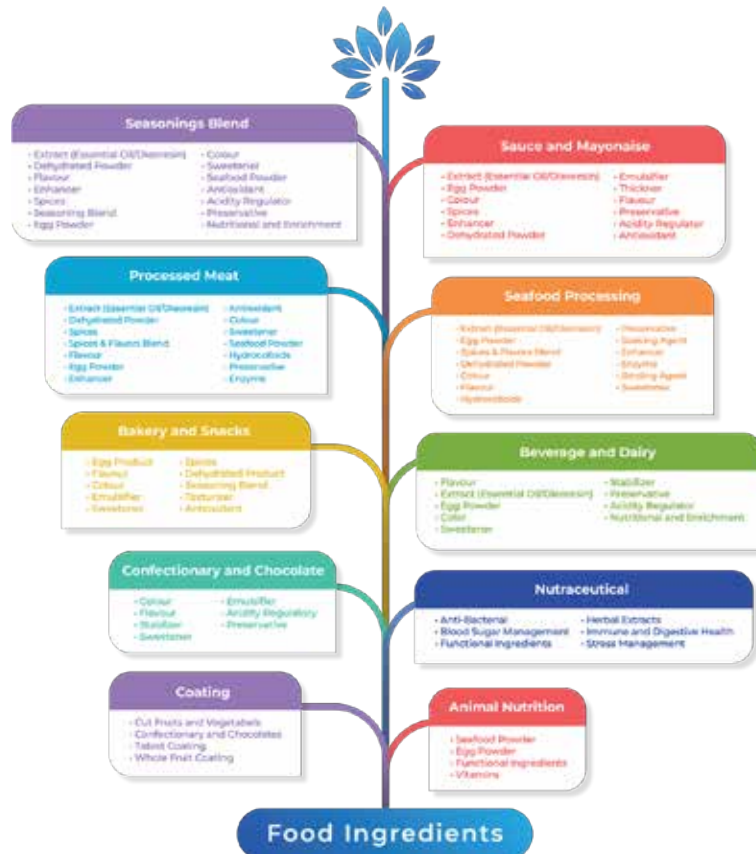 Seasonings Blend
• Extract (Essential Oil/Oleoresin)
• Dehydrated Powder
• Flavour
• Enhancer
• Spices
• Seasoning Blend
• Egg Powder
• Colour
• Sweetener
• Seafood Powder
• Antioxidant
• Acidity Regulator
• Preservative
• Nutritional and Enrichment
Sauce and Mayonaise
• Extract (Essential Oil/Oleoresin)
• Egg Powder
• Colour
• Spices
• Enhancer
• Dehydrated Powder
• Emulsifier
• Thickner
• Flavour
• Preservative
• Acidity Regulator
• Antioxidant
Processed Meat
• Extract (Essential Oil/Oleoresin)
• Dehydrated Powder
• Spices
• Spices & Flavors Blend
• Flavour
• Egg Powder
• Enhancer
• Antioxidant
• Colour
• Sweetener
• Seafood Powder
• Hydrocolloids
• Preservative
• Enzyme
Seafood Processing
• Extract (Essential Oil/Oleoresin)
• Egg Powder
• Spices & Flavors Blend
• Dehydrated Powder
• Colour
• Flavour
• Hydrocolloids
• Preservative
• Soaking Agent
• Enhancer
• Enzyme
• Binding Agent
• Sweetener
Bakery and Snacks
• Egg Product
• Flavour
• Colour
• Emulsifier
• Sweetener
• Spices
• Dehydrated Product
• Seasoning Blend
• Texturizer
• Antioxidant
Beverage and Dairy
• Flavour
• Extract (Essential Oil/Oleoresin)
• Egg Powder
• Color
• Sweetener
• Stabilizer
• Preservative
• Acidity Regulator
• Nutritional and Enrichment
Confectionary and Chocolate
• Colour
• Flavour
• Stabilizer
• Sweetener
• Emulsifier
• Acidity Regulatory
• Preservative
Nutraceutical
• Anti-Bacterial
• Blood Sugar Management
• Functional Ingredients
• Herbal Extracts
• Immune and Digestive Health
• Stress Management
Coating
• Cut Fruits and Vegetabels
• Confectionary and Chocolates
• Tablet Coating
• Whole Fruit Coating
Animal Nutrition
• Seafood Powder
• Egg Powder
• Functional Ingredients
• Vitamins
Food Ingredients